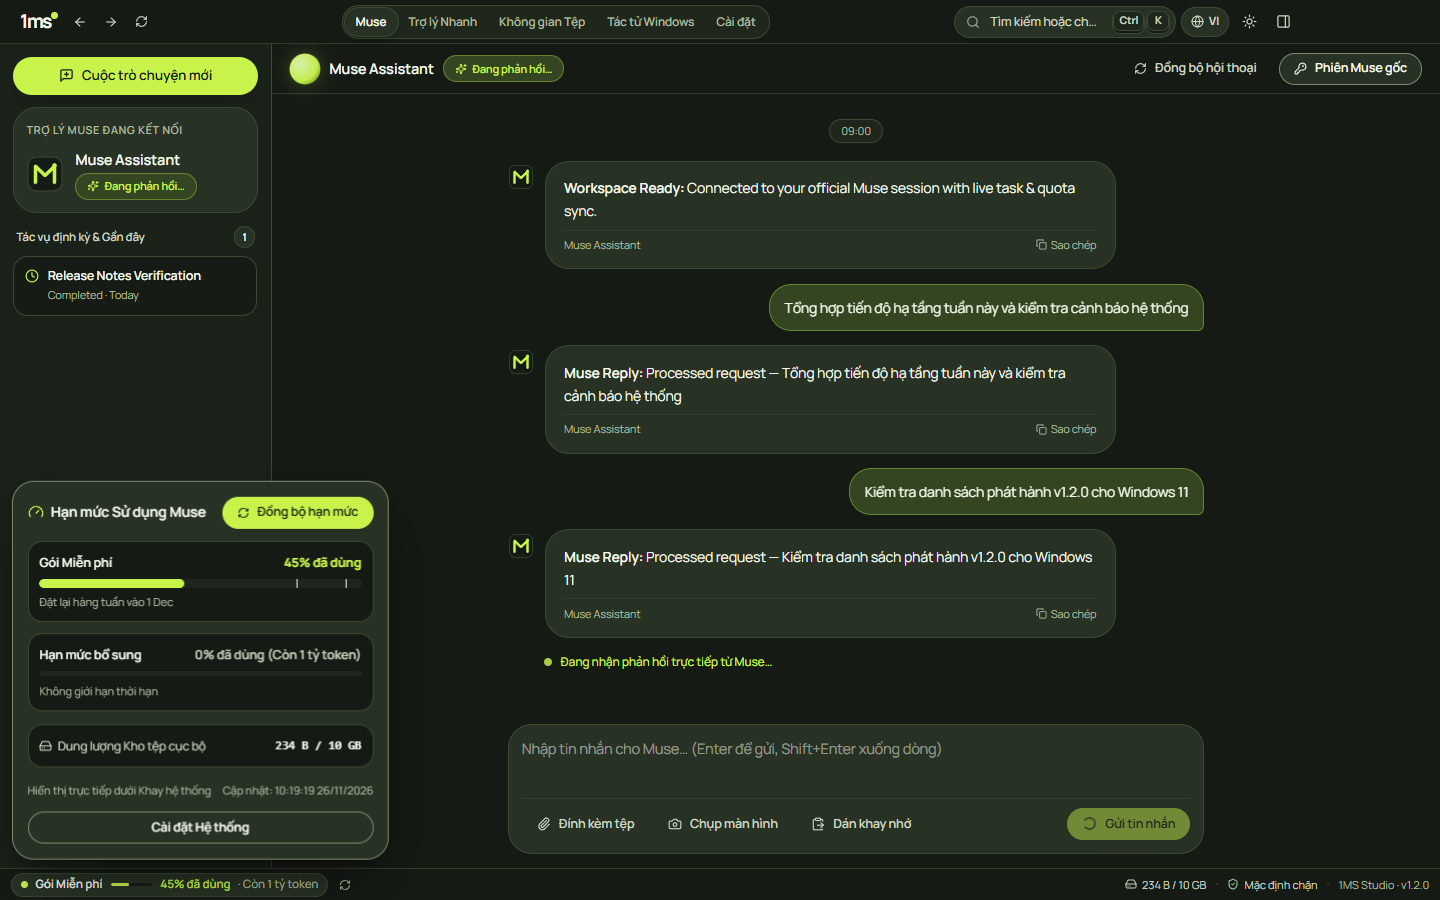 1ms
Muse
Trợ lý Nhanh
Không gian Tệp
Tác tử Windows
Cài đặt
Tìm kiếm hoặc ch...
Ctrl
K
VI
Cuộc trò chuyện mới
TRỢ LÝ MUSE ĐANG KẾT NỐI
Muse Assistant
Đang phản hồi...
Tác vụ định kỳ & Gần đây
1
Release Notes Verification
Completed · Today
Muse Assistant
Đang phản hồi...
Đồng bộ hội thoại
Phiên Muse gốc
09:00
Workspace Ready: Connected to your official Muse session with live task & quota
sync.
Muse Assistant
Sao chép
Tổng hợp tiến độ hạ tầng tuần này và kiểm tra cảnh báo hệ thống
Muse Reply: Processed request — Tổng hợp tiến độ hạ tầng tuần này và kiểm tra
cảnh báo hệ thống
Muse Assistant
Sao chép
Kiểm tra danh sách phát hành v1.2.0 cho Windows 11
Muse Reply: Processed request — Kiểm tra danh sách phát hành v1.2.0 cho Windows
11
Muse Assistant
Sao chép
Đang nhận phản hồi trực tiếp từ Muse...
Nhập tin nhắn cho Muse... (Enter để gửi, Shift+Enter xuống dòng)
Đính kèm tệp
Chụp màn hình
Dán khay nhớ
Gửi tin nhắn
Hạn mức Sử dụng Muse
Đồng bộ hạn mức
Gói Miễn phí
45% đã dùng
Đặt lại hàng tuần vào 1 Dec
Hạn mức bổ sung
0% đã dùng (Còn 1 tỷ token)
Không giới hạn thời hạn
Dung lượng Kho tệp cục bộ
234 B / 10 GB
Hiển thị trực tiếp dưới Khay hệ thống
Cập nhật: 10:19:19 26/11/2026
Cài đặt Hệ thống
Gói Miễn phí
45% đã dùng
· Còn 1 tỷ token
234 B / 10 GB
Mặc định chặn
1MS Studio · v1.2.0